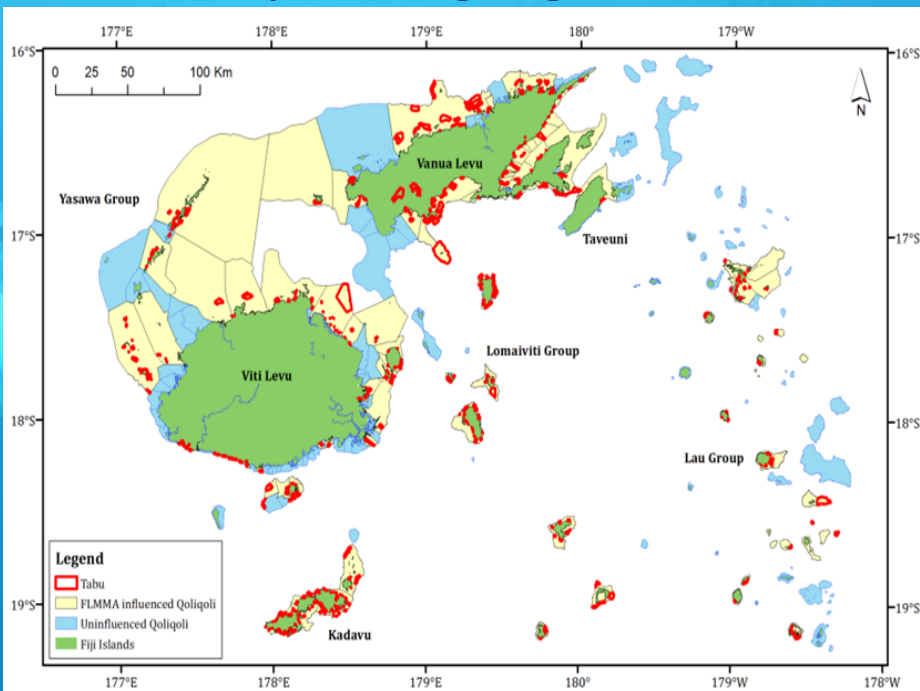 177°E 178°E 179°E 180° 179°W
16°S 16°S
0 25 50 100 Km
N
Vanua Levu
Yasawa Group
17°S 17°S
Taveuni
Lomaiviti Group
Viti Levu
18°S 18°S
Lau Group
Legend
Tabu
FLMMA influenced Qoliqoli
Uninfluenced Qoliqoli
Fiji Islands
19°S 19°S
Kadavu
177°E 178°E 179°E 180° 179°W 178°W